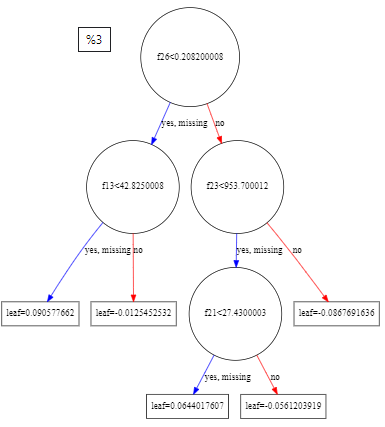 %3
f26<0.208200008
yes, missing
no
f13<42.8250008
f23<953.700012
yes, missing
no
yes, missing
no
leaf=0.090577662
leaf=-0.0125452532
f21<27.4300003
leaf=-0.0867691636
yes, missing
no
leaf=0.0644017607
leaf=-0.0561203919